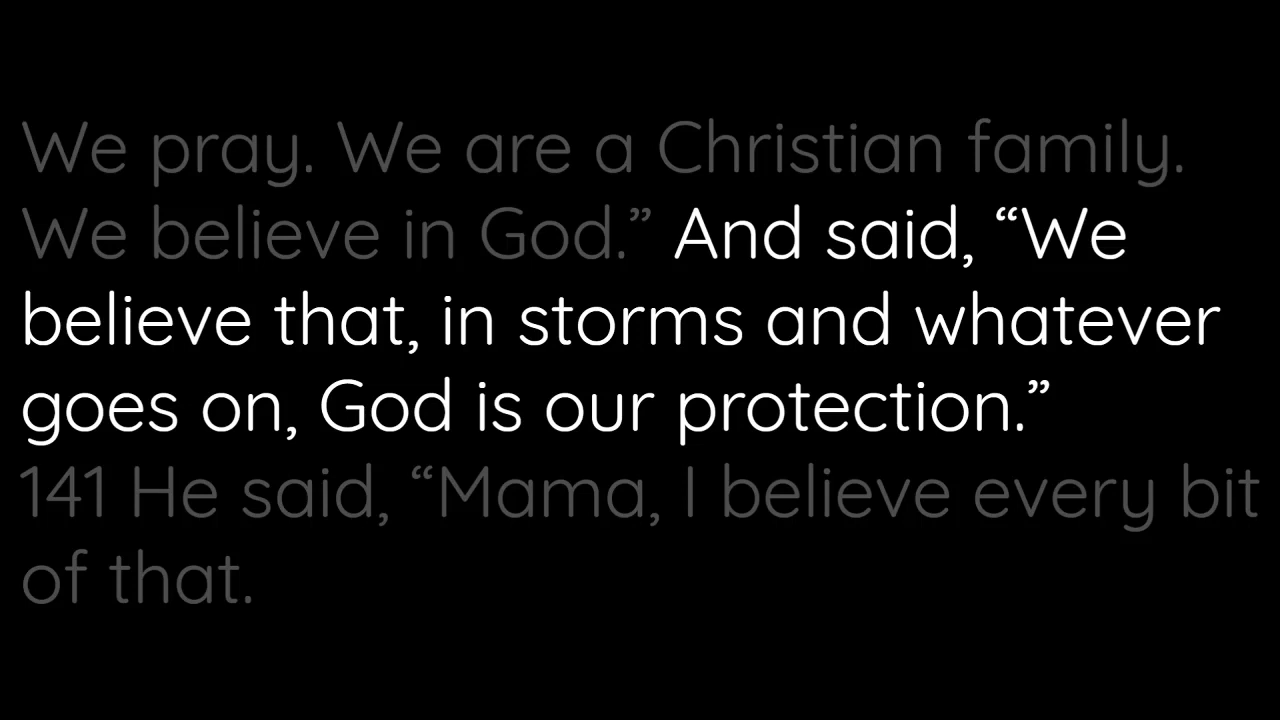 We pray. We are a Christian family.
We believe in God.” And said, “We
believe that, in storms and whatever
goes on, God is our protection.”
141 He said, “Mama, I believe every bit
of that.